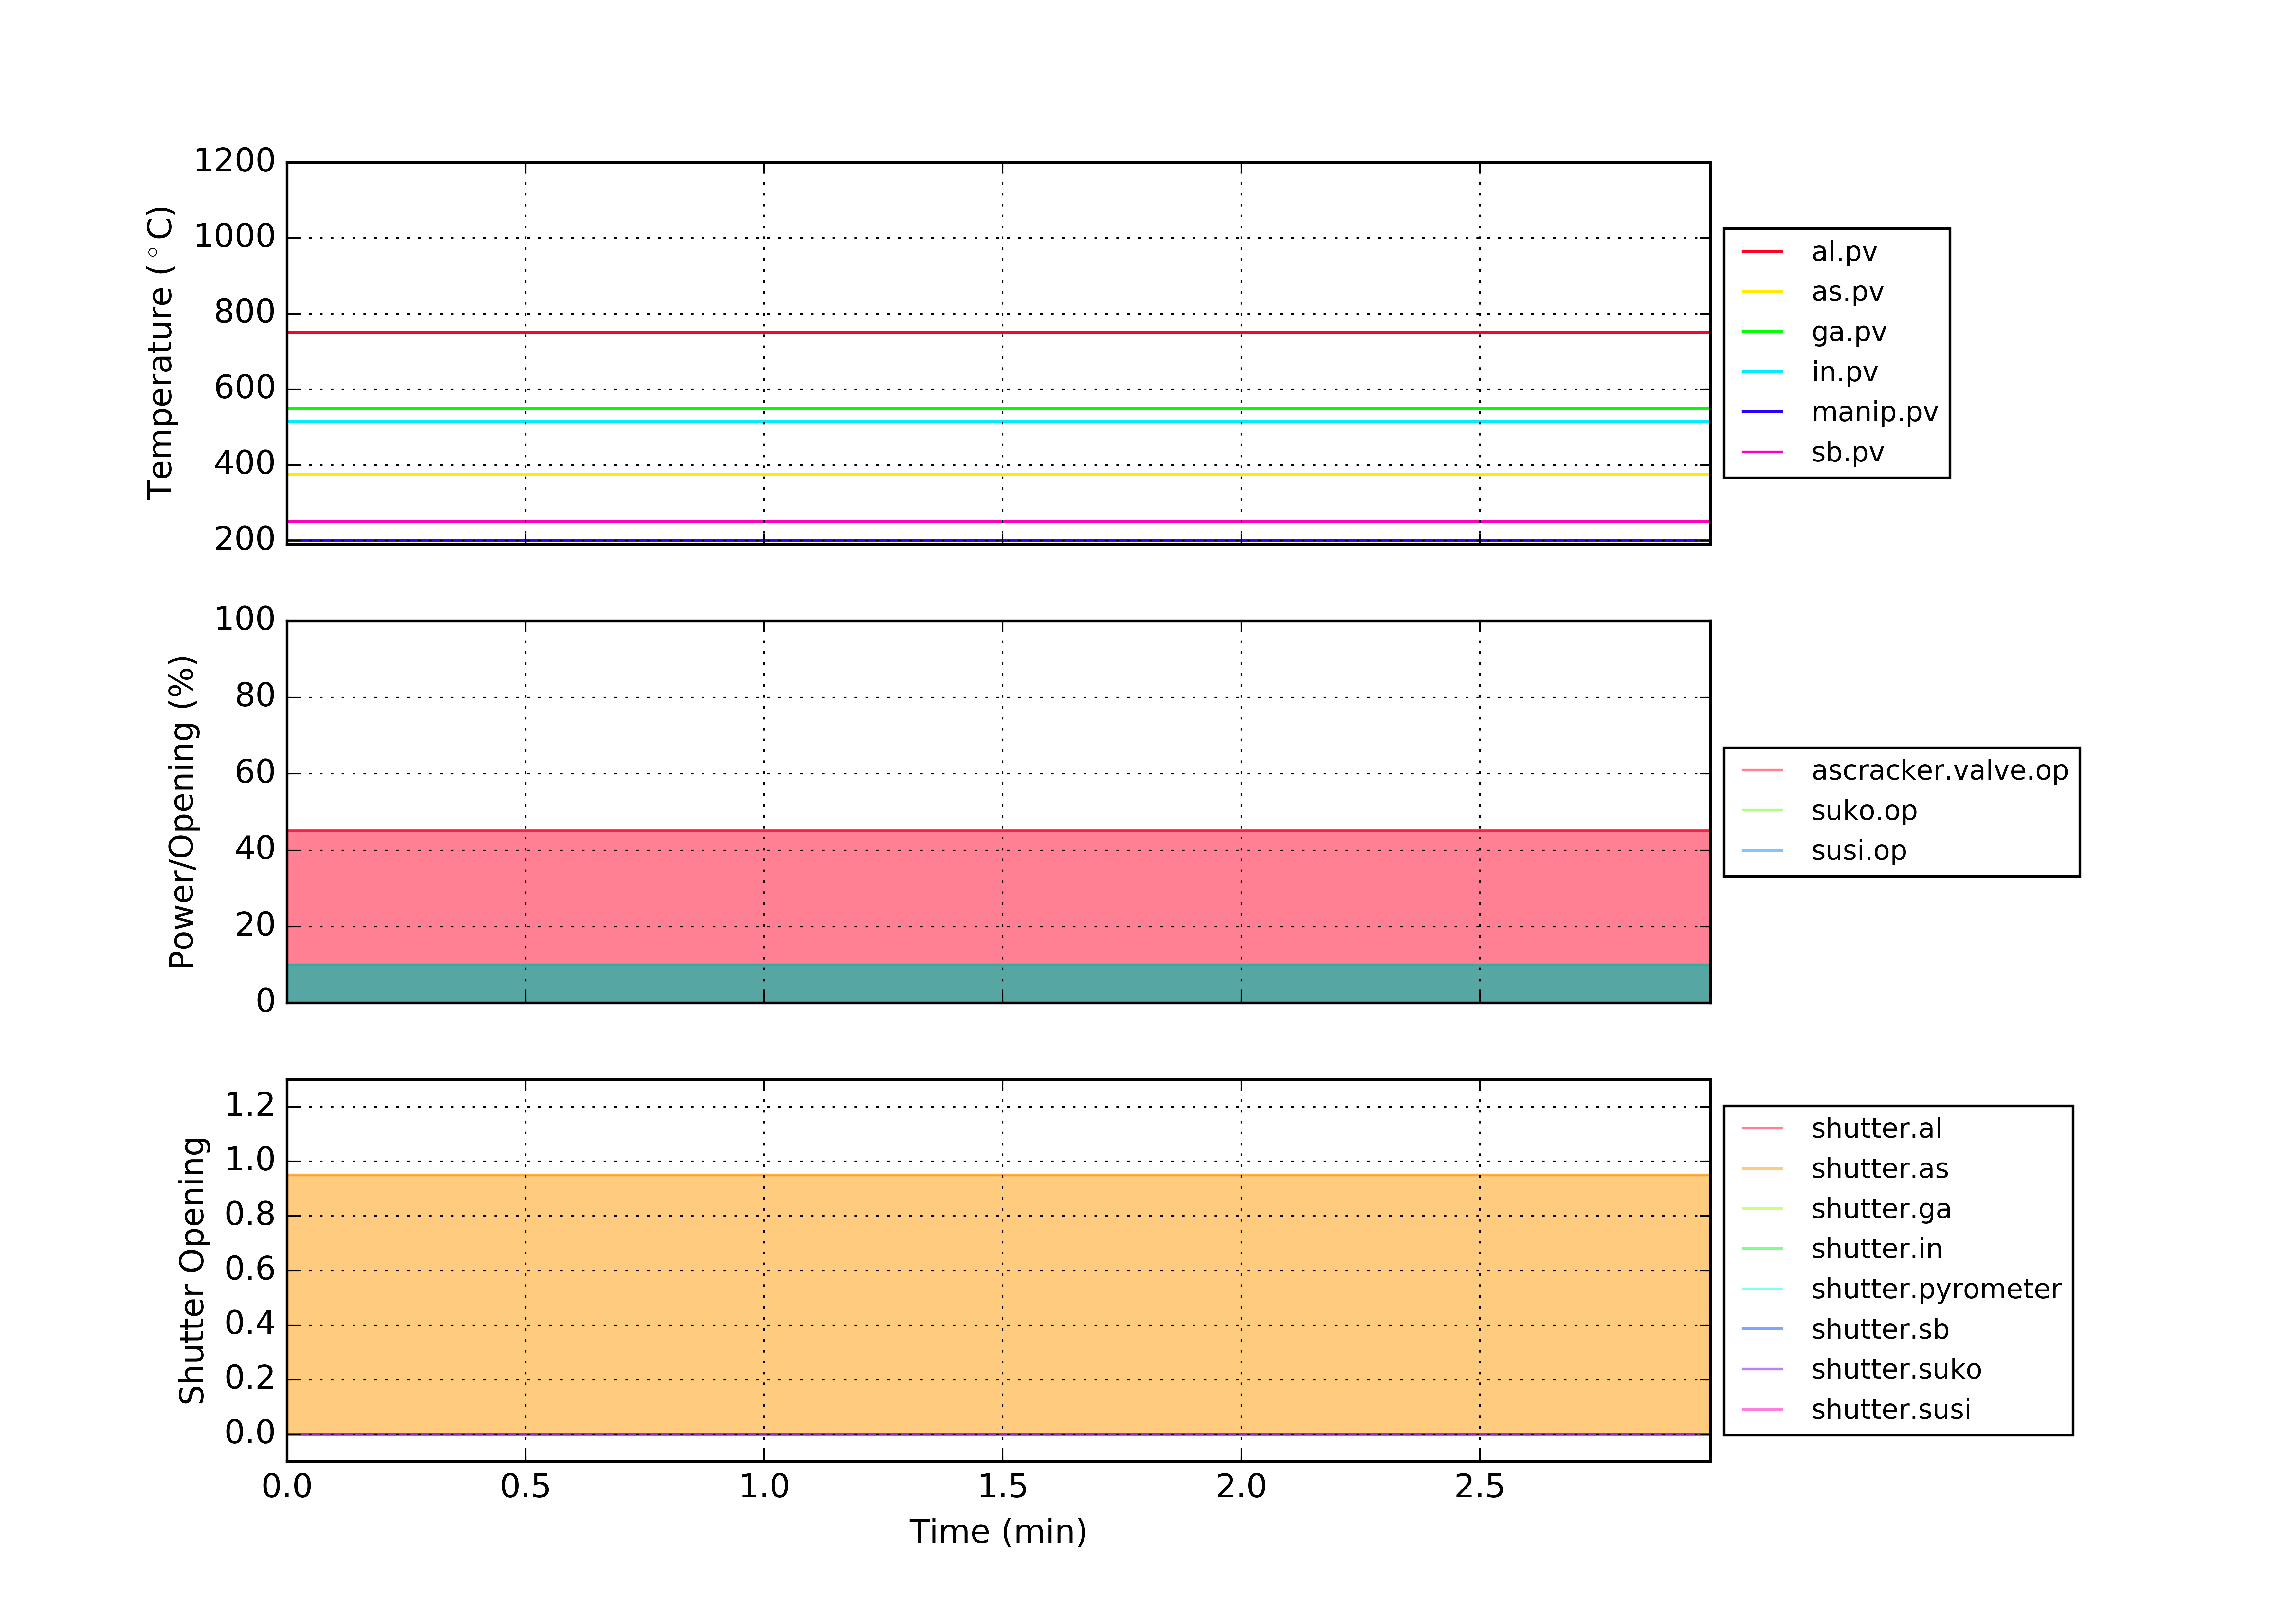 1200
1000
800
600
400
200
Temperature (°C)
al.pv
as.pv
ga.pv
in.pv
manip.pv
sb.pv
100
80
60
40
20
0
Power/Opening (%)
ascracker.valve.op
suko.op
susi.op
1.2
1.0
0.8
0.6
0.4
0.2
0.0
Shutter Opening
shutter.al
shutter.as
shutter.ga
shutter.in
shutter.pyrometer
shutter.sb
shutter.suko
shutter.susi
0.0 0.5 1.0 1.5 2.0 2.5
Time (min)